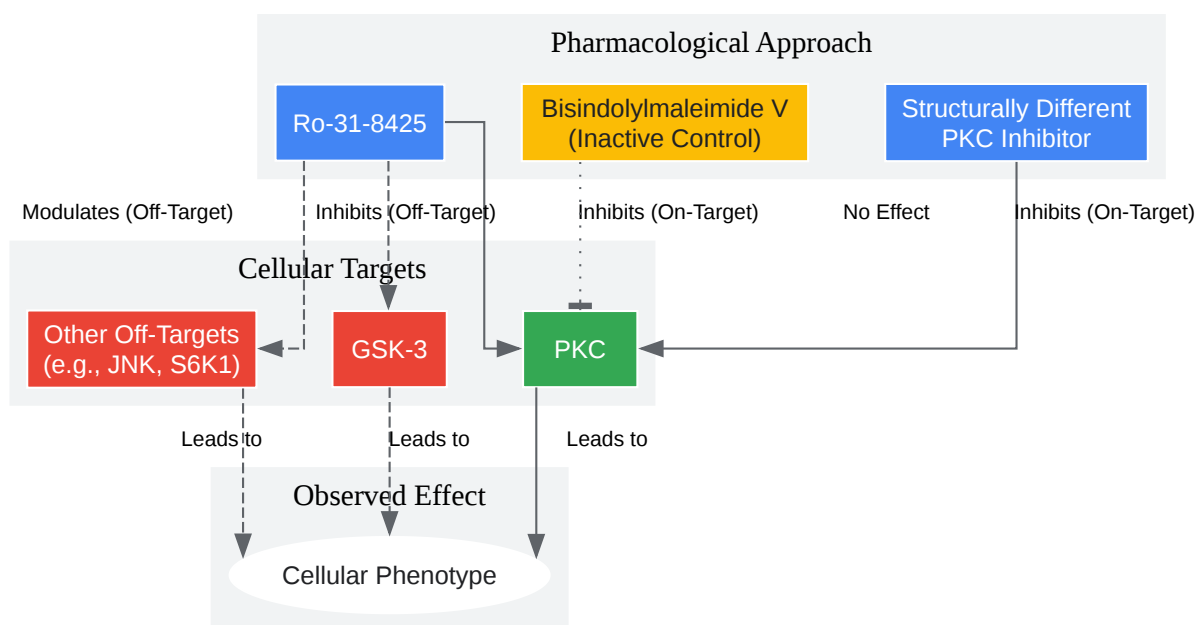 Pharmacological Approach
Ro-31-8425
Bisindolylmaleimide V
(Inactive Control)
Structurally Different
PKC Inhibitor
Modulates (Off-Target)
Inhibits (Off-Target)
Inhibits (On-Target)
No Effect
Inhibits (On-Target)
Cellular Targets
Other Off-Targets
(e.g., JNK, S6K1)
GSK-3
PKC
Leads to
Leads to
Leads to
Observed Effect
Cellular Phenotype